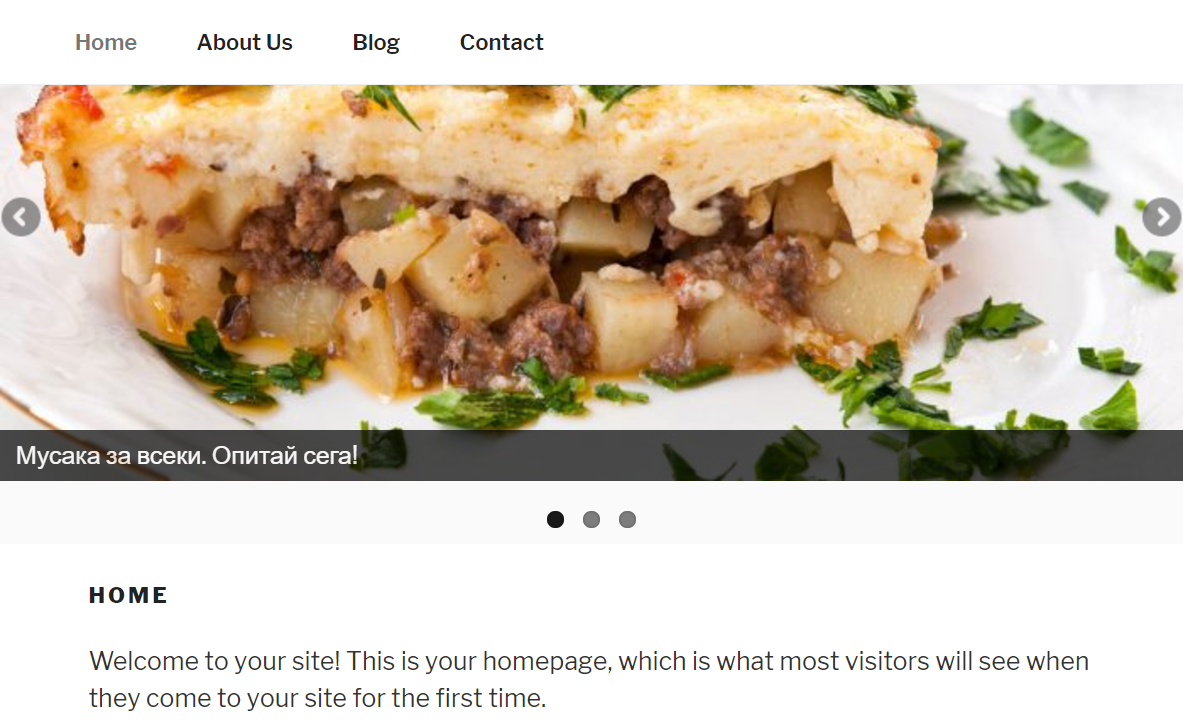 Home About Us Blog Contact
Мусака за всеки. Опитай сега!
HOME
Welcome to your site! This is your homepage, which is what most visitors will see when
they come to your site for the first time.